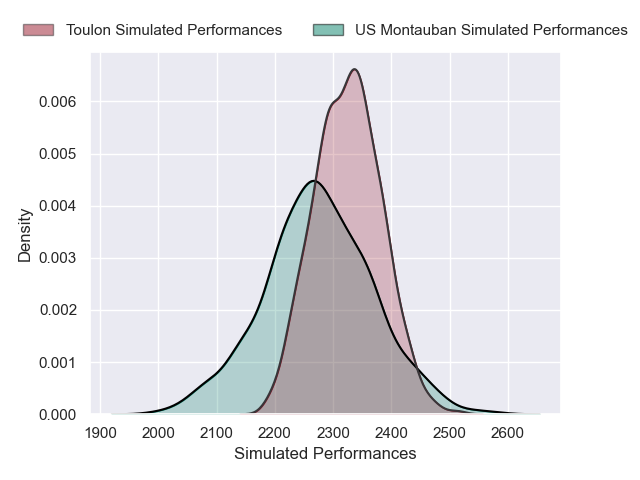 Toulon Simulated Performances US Montauban Simulated Performances
0.006
0.005
0.004
0.003
0.002
0.001
0.000
Density
1900 2000 2100 2200 2300 2400 2500 2600
Simulated Performances